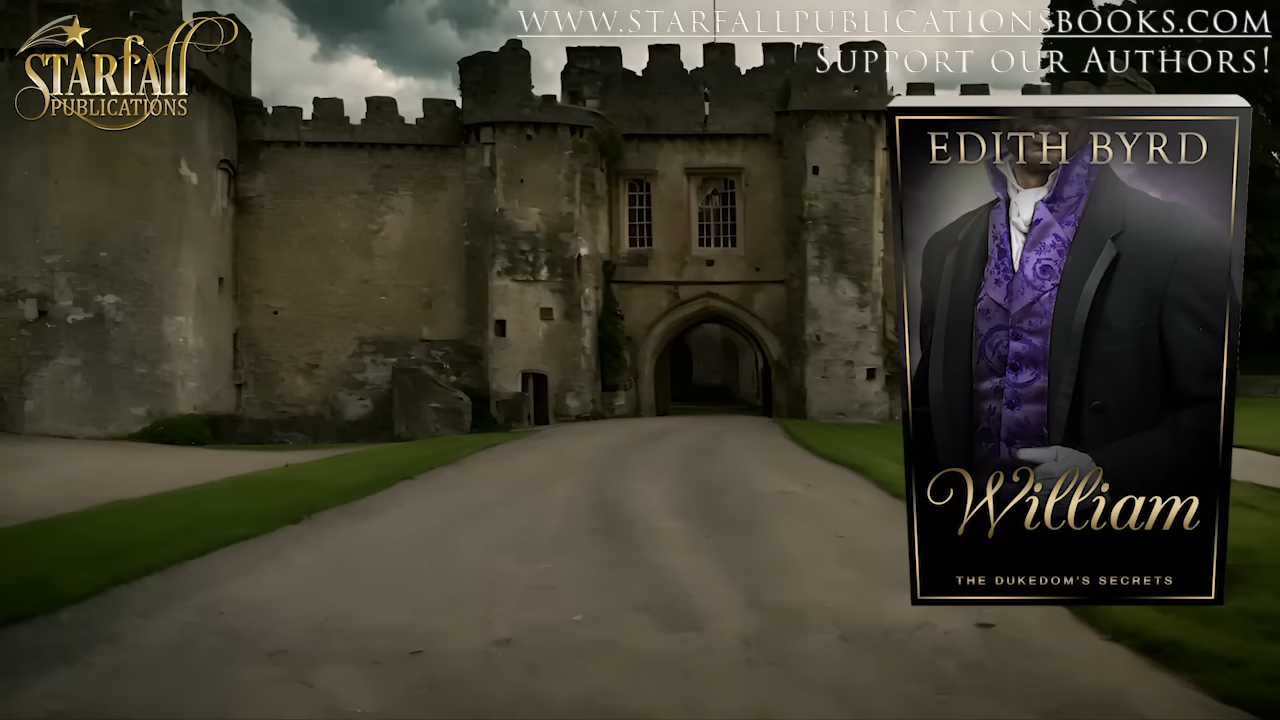 STARfall
PUBLICATIONS
www.starfallpublicationsbooks.com
Support our Authors!
EDITH BYRD
William
THE DUKEDOM'S SECRETS